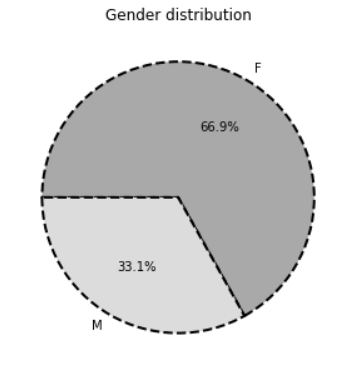 Gender distribution
F
66.9%
33.1%
M